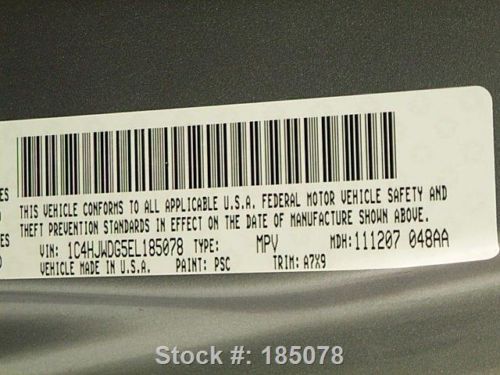 ES
THIS VEHICLE CONFORMS TO ALL APPLICABLE U.S.A. FEDERAL MOTOR VEHICLE SAFETY AND
THEFT PREVENTION STANDARDS IN EFFECT ON THE DATE OF MANUFACTURE SHOWN ABOVE.
ES
VIN: 1C4HJWDG5EL185078 TYPE: MPV MDH: 111207 048AA
VEHICLE MADE IN U.S.A. PAINT: PSC TRIM: A7X9
Stock #: 185078